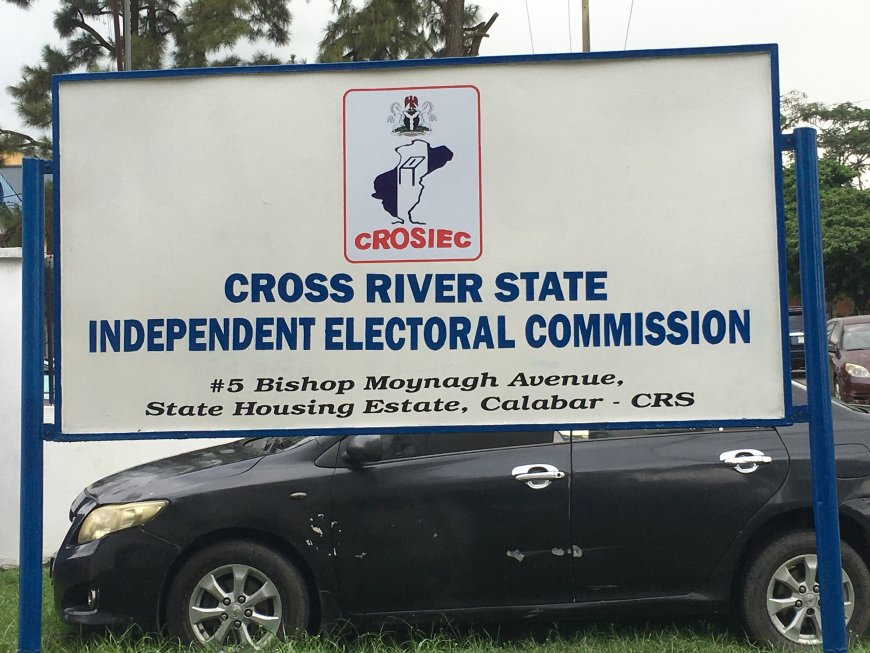 CROSIEC
CROSS RIVER STATE
INDEPENDENT ELECTORAL COMMISSION
#5 Bishop Moynagh Avenue,
State Housing Estate, Calabar - CRS